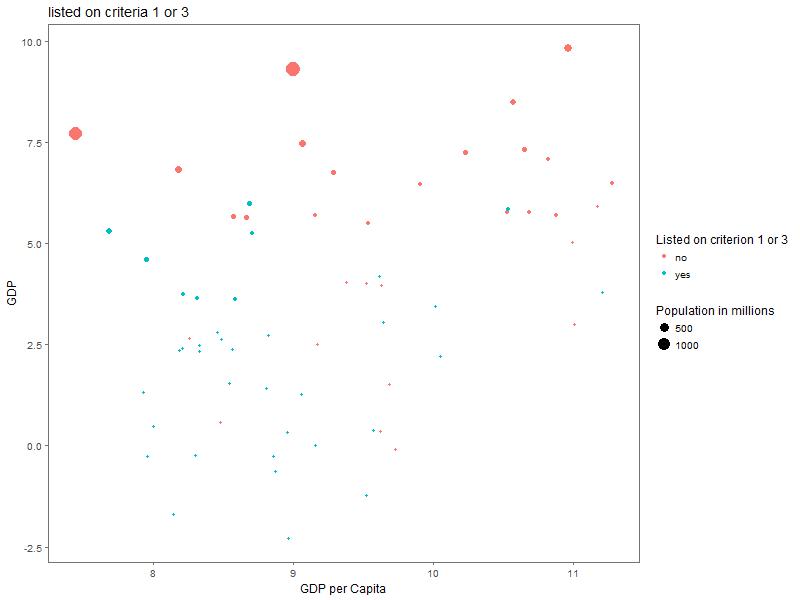 listed on criteria 1 or 3
10.0
7.5
5.0
2.5
0.0
-2.5
GDP
8
9
10
11
GDP per Capita
Listed on criterion 1 or 3
no
yes
Population in millions
500
1000